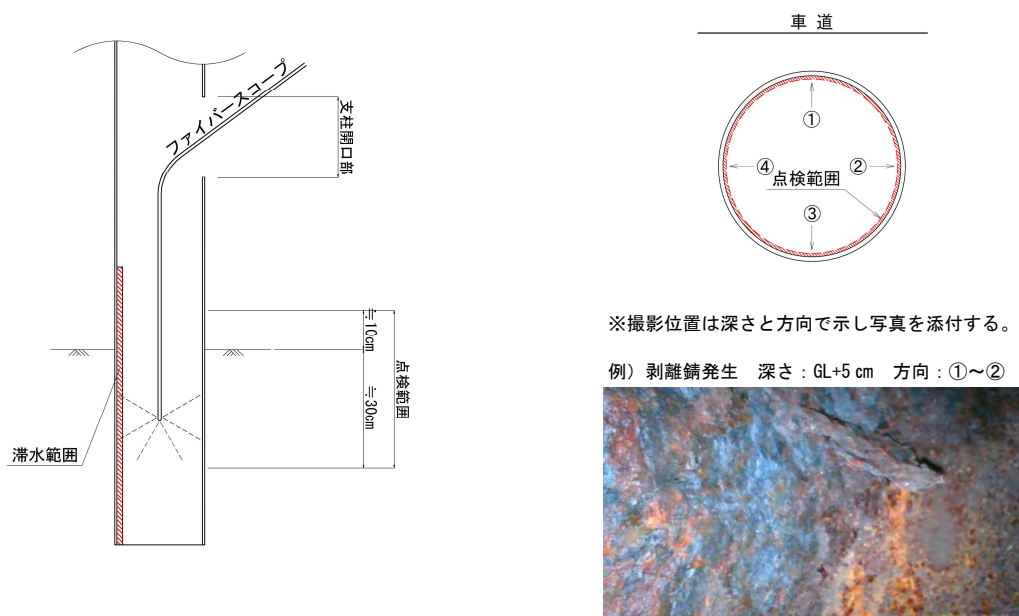 ファイバースコープ
支柱開口部
≒10cm
≒30cm
点検範囲
滞水範囲
車 道
①
④
②
点検範囲
③
※撮影位置は深さと方向で示し写真を添付する。
例）剥離錆発生　深さ：GL+5 cm　方向：①～②